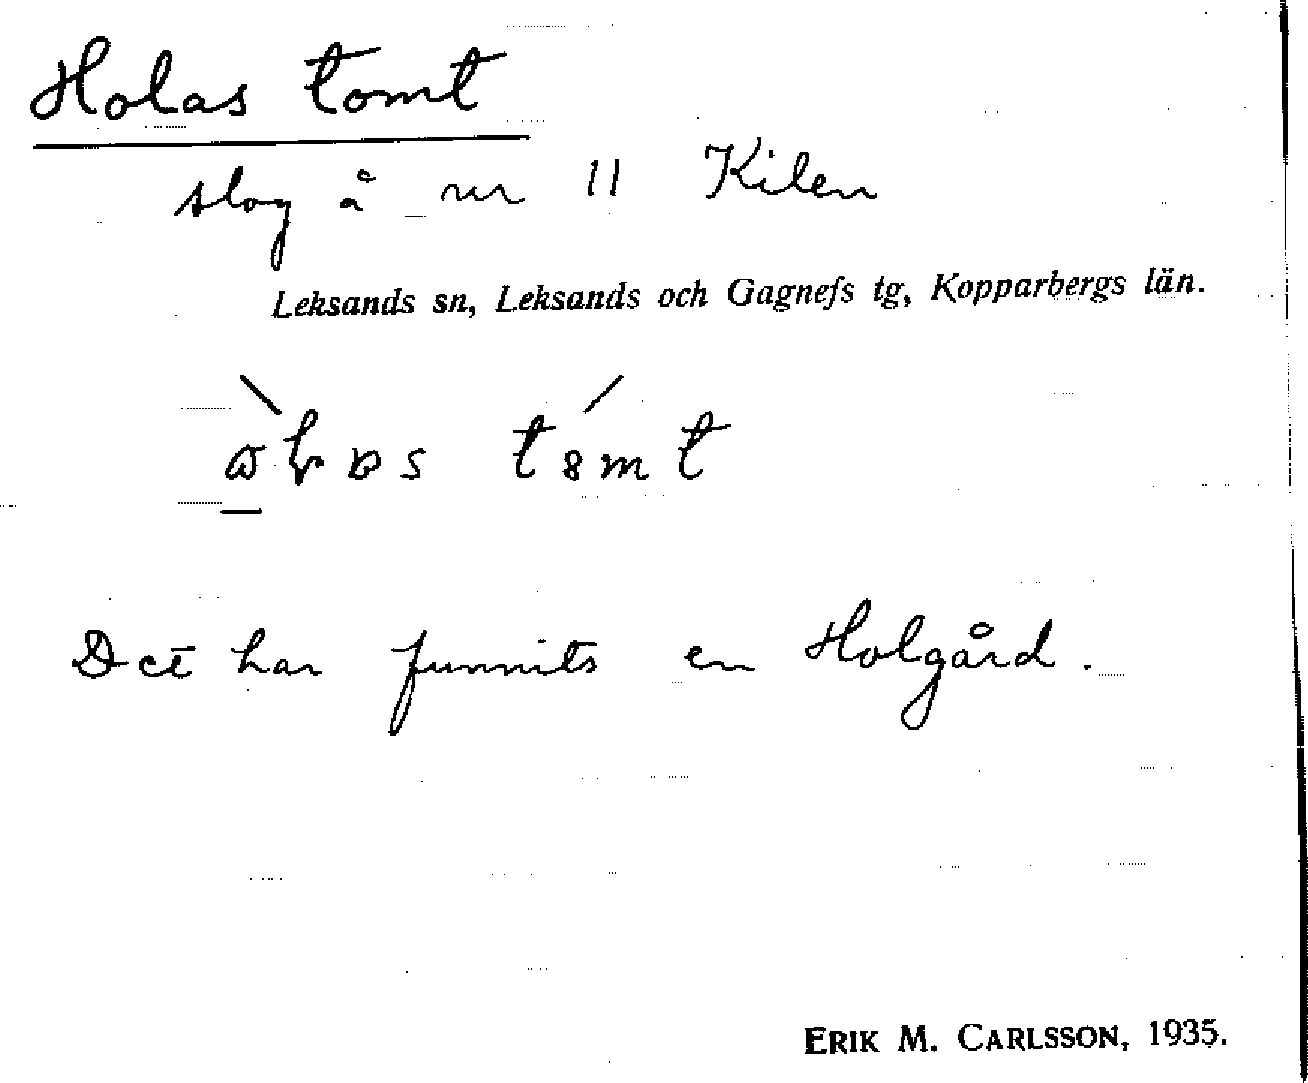 Holas tomt
slog å nr 11 Kilen
Leksands sn, Leksands och Gagnefs tg, Kopparbergs län.
Det har funnits en Holgård.
ERIK M. CARLSSON, 1935.